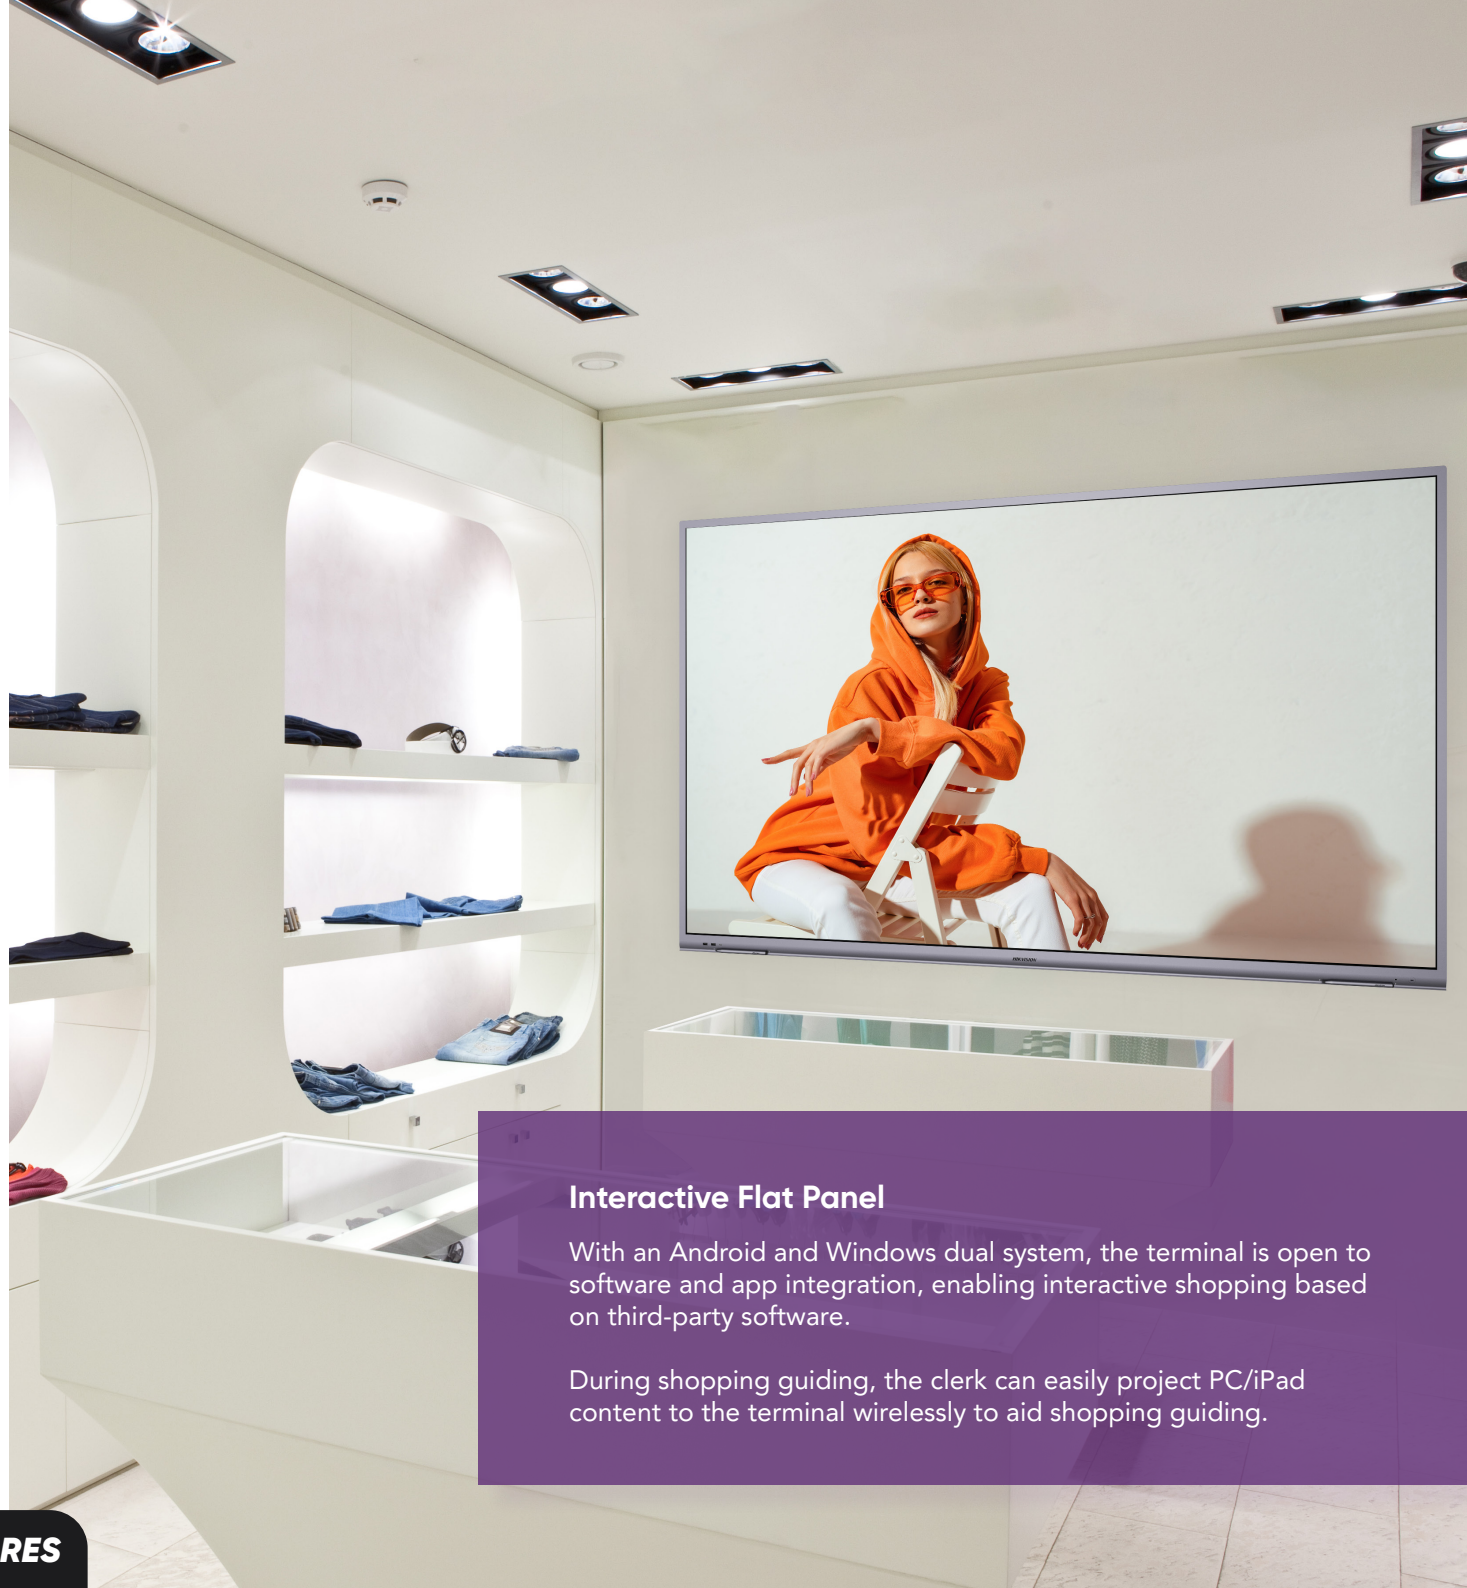 HIKVISION
Interactive Flat Panel
With an Android and Windows dual system, the terminal is open to
software and app integration, enabling interactive shopping based
on third-party software.
During shopping guiding, the clerk can easily project PC/iPad
content to the terminal wirelessly to aid shopping guiding.
RES